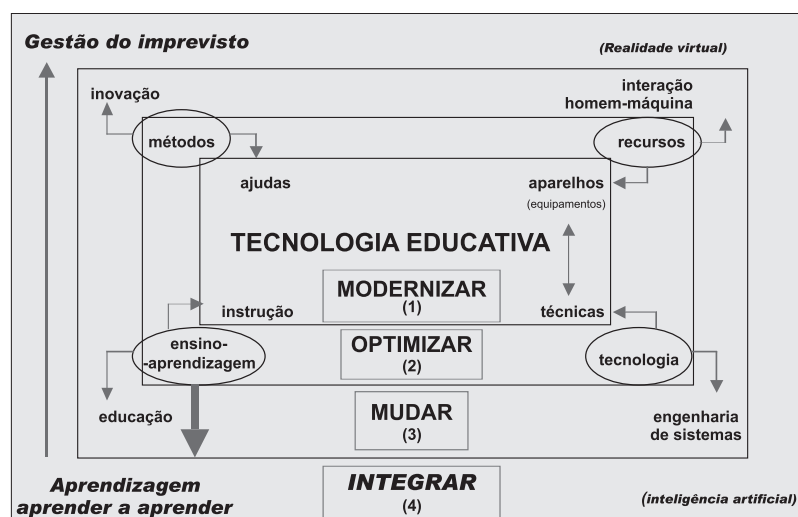 Gestão do imprevisto
(Realidade virtual)
inovação
interação
homem-máquina
métodos
recursos
ajudas
aparelhos
(equipamentos)
TECNOLOGIA EDUCATIVA
MODERNIZAR
(1)
instrução
técnicas
ensino-
-aprendizagem
OPTIMIZAR
(2)
tecnologia
educação
MUDAR
(3)
engenharia
de sistemas
Aprendizagem
aprender a aprender
INTEGRAR
(4)
(inteligência artificial)